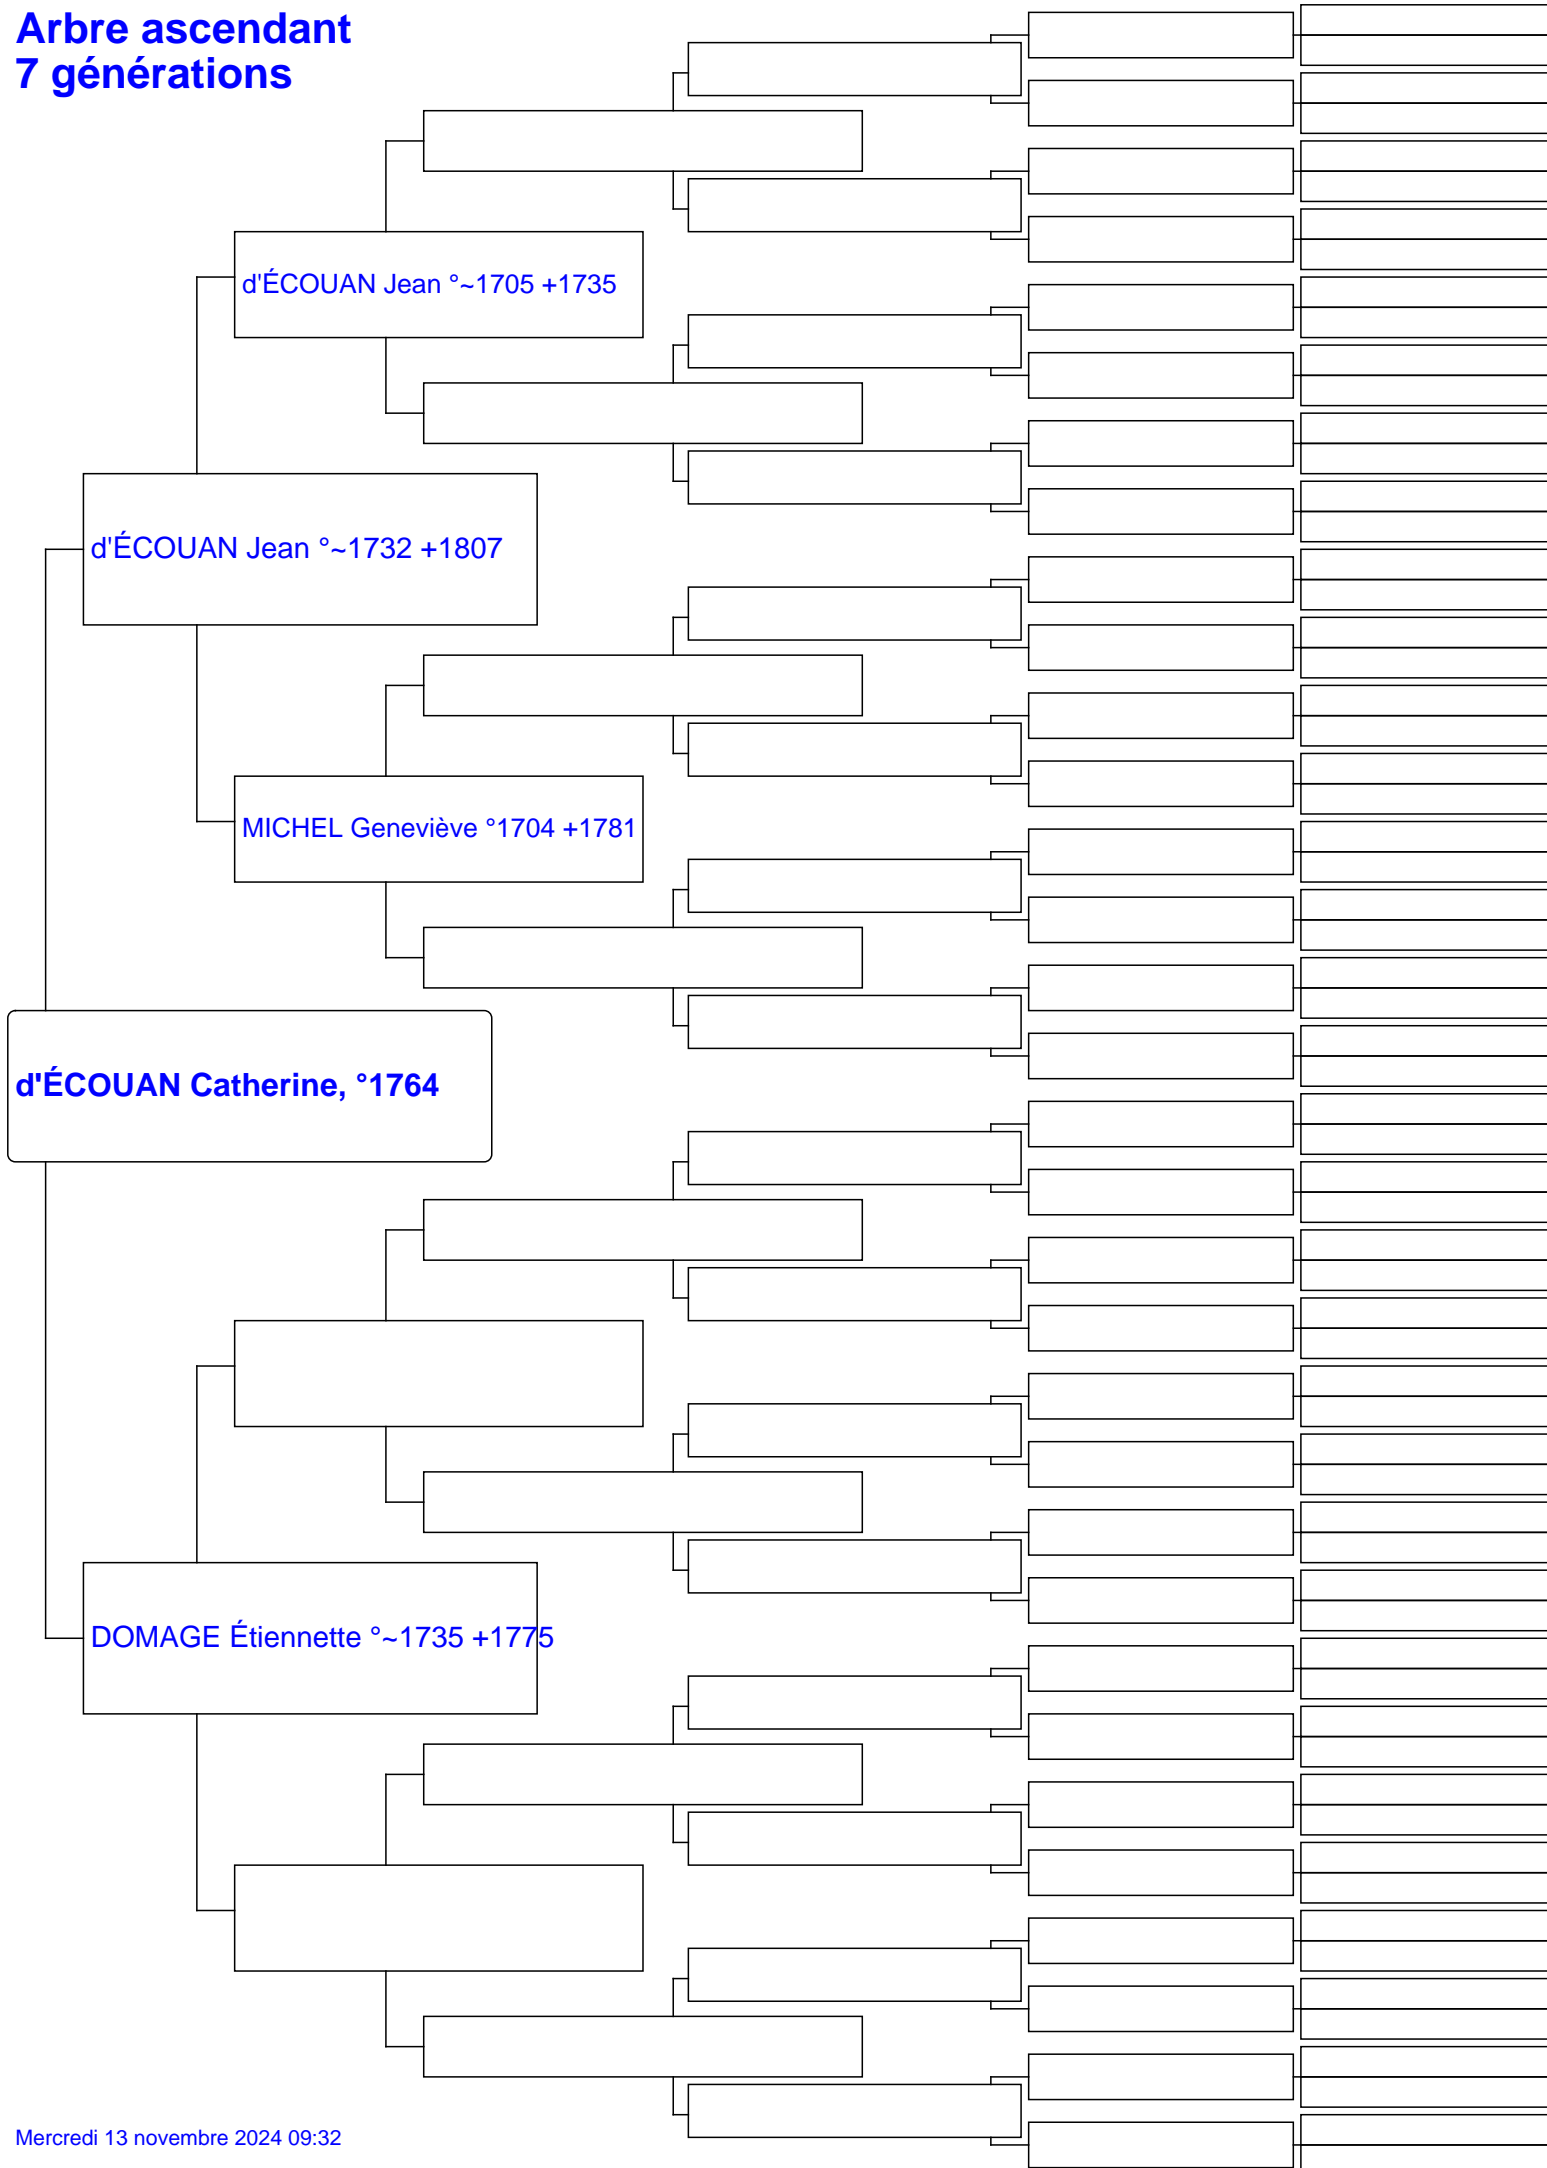 Arbre ascendant
7 générations
d'ÉCOUAN Jean °~1705 +1735
d'ÉCOUAN Jean °~1732 +1807
MICHEL Geneviève °1704 +1781
d'ÉCOUAN Catherine, °1764
DOMAGE Étiennette °~1735 +1775
Mercredi 13 novembre 2024 09:32